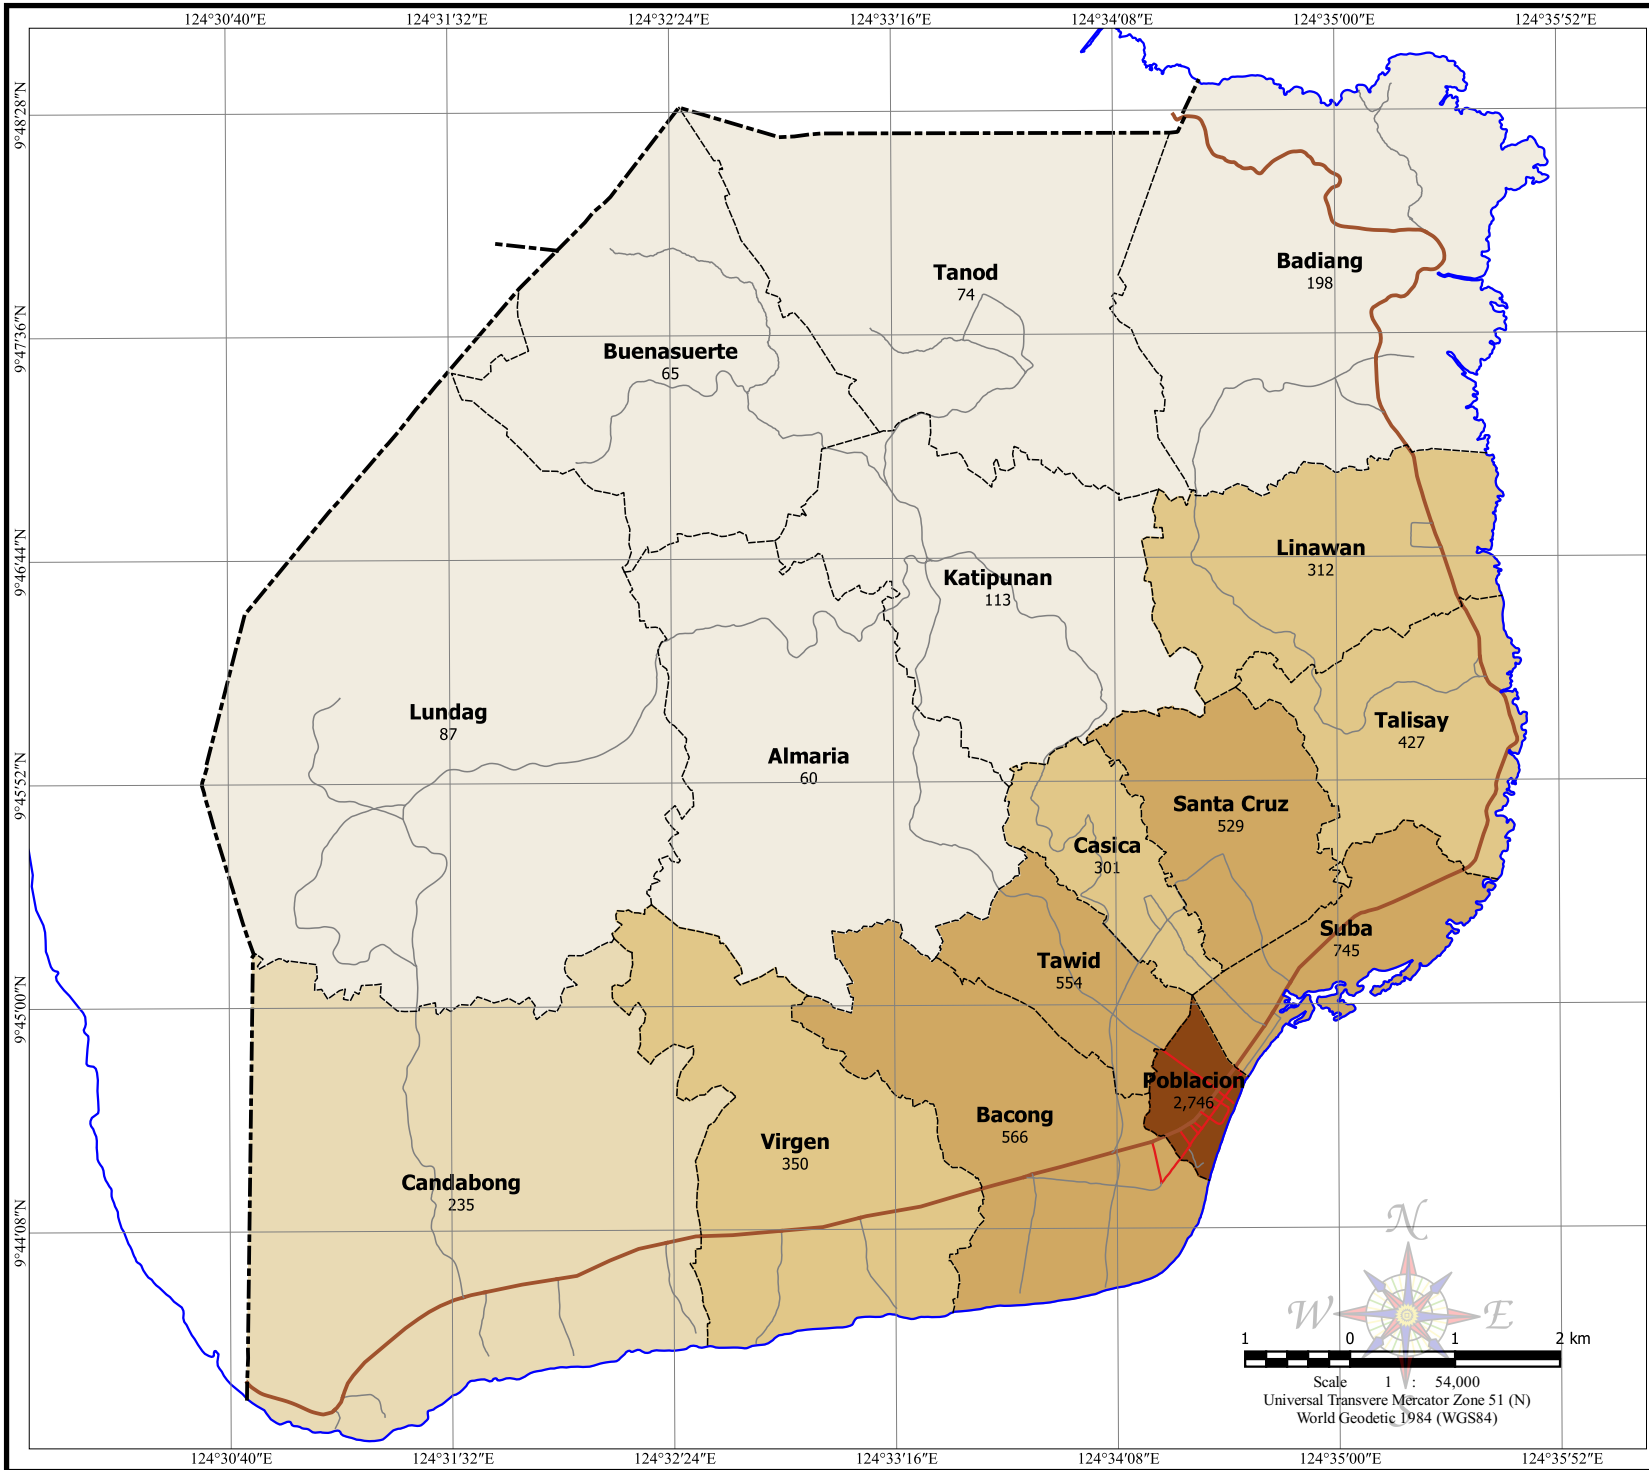 124°30′40″E 124°31′32″E 124°32′24″E 124°33′16″E 124°34′08″E 124°35′00″E 124°35′52″E
9°48′28″N
Badiang
198
Tanod
74
9°47′36″N
Buenasuerte
65
9°46′44″N
Linawan
312
Katipunan
113
Lundag
87
Talisay
427
Almaria
60
9°45′52″N
Santa Cruz
529
Casica
301
Suba
745
Tawid
554
9°45′00″N
Poblacion
2,746
Bacong
566
Virgen
350
Candabong
235
9°44′08″N
N
W E
S
1 0 1 2 km
Scale 1 : 54,000
Universal Transvere Mercator Zone 51 (N)
World Geodetic 1984 (WGS84)
124°30′40″E 124°31′32″E 124°32′24″E 124°33′16″E 124°34′08″E 124°35′00″E 124°35′52″E